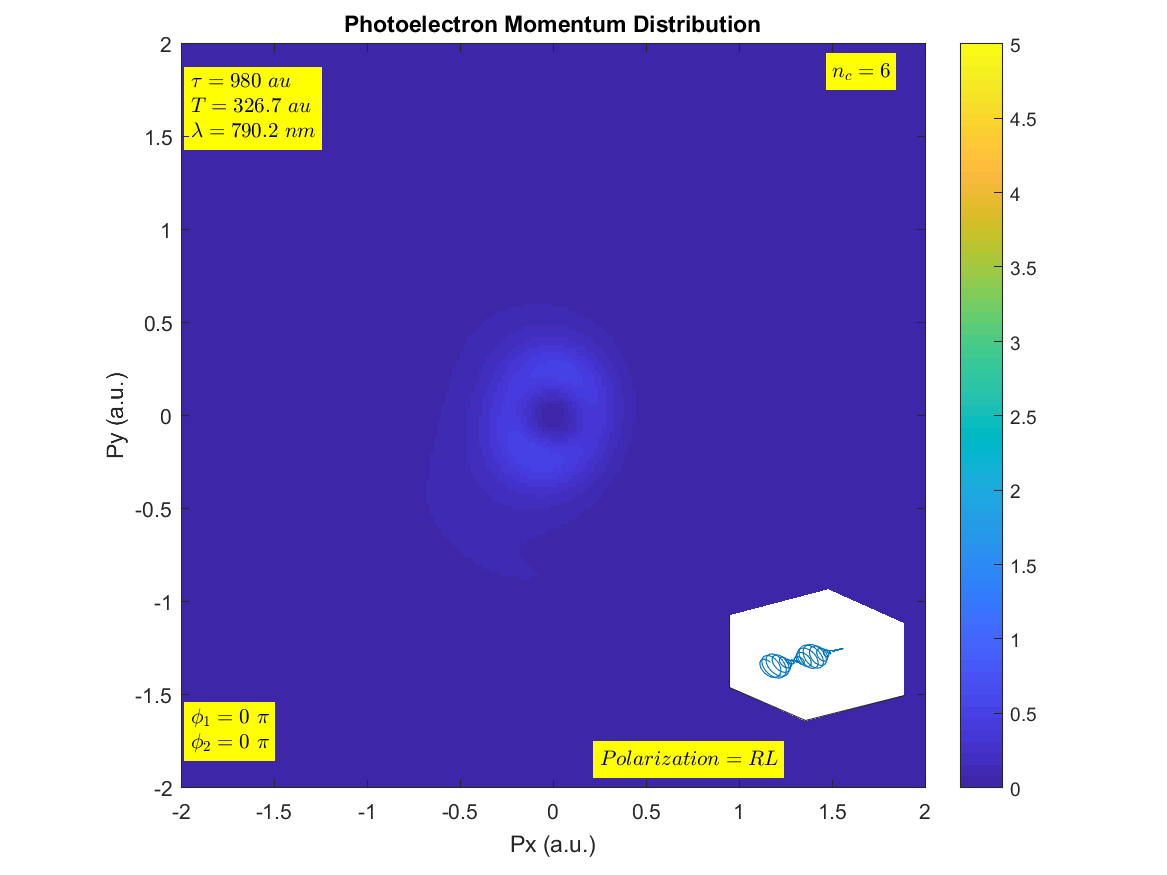 Photoelectron Momentum Distribution
τ = 980 au
T = 326.7 au
λ = 790.2 nm
n_c = 6
ϕ_1 = 0 π
ϕ_2 = 0 π
Polarization = RL
2
1.5
1
0.5
0
-0.5
-1
-1.5
-2
Py (a.u.)
-2
-1.5
-1
-0.5
0
0.5
1
1.5
2
Px (a.u.)
5
4.5
4
3.5
3
2.5
2
1.5
1
0.5
0